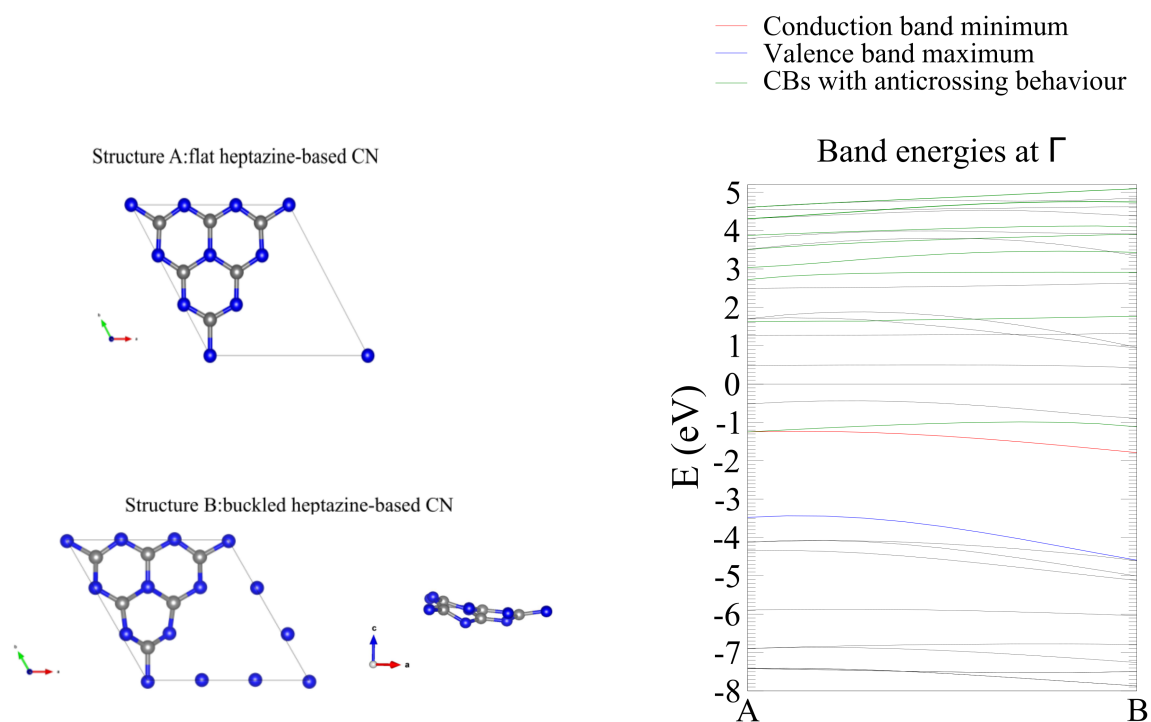 Conduction band minimum
Valence band maximum
CBs with anticrossing behaviour
Structure A:flat heptazine-based CN
Band energies at Γ
5
4
3
2
1
0
-1
-2
-3
-4
-5
-6
-7
-8
E (eV)
A
B
Structure B:buckled heptazine-based CN
c
a